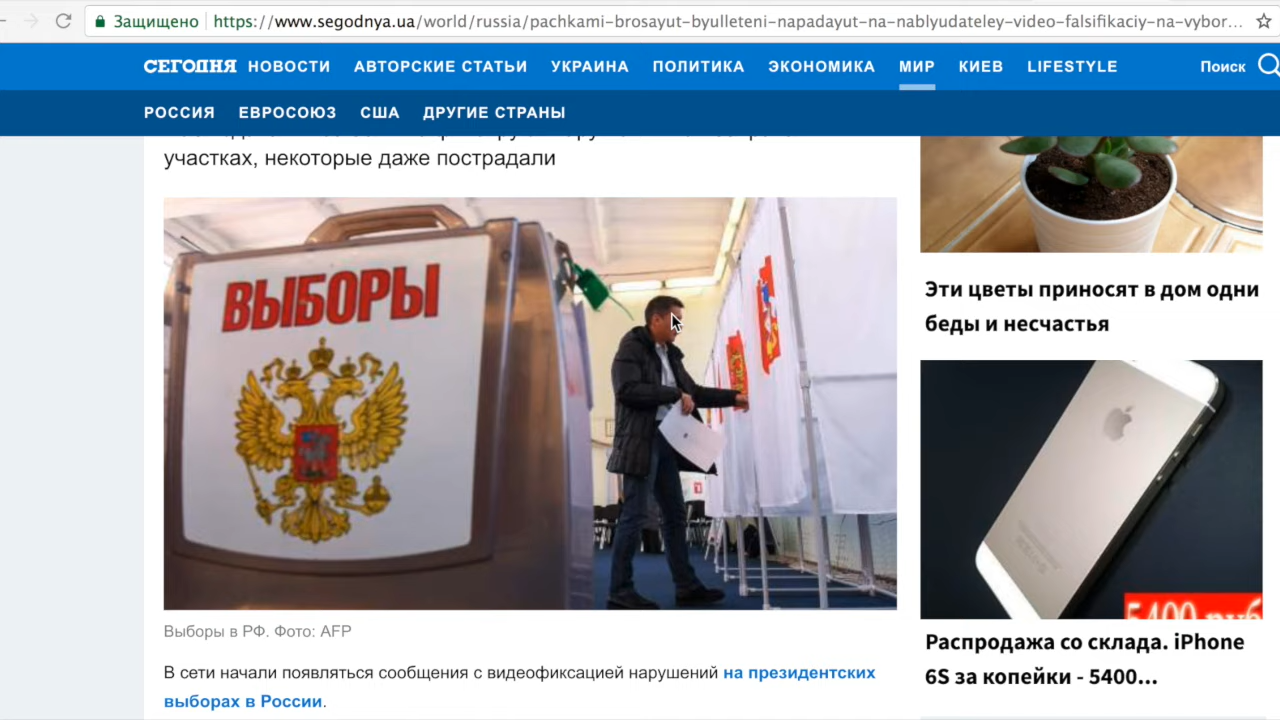 Защищено
https://www.segodnya.ua/world/russia/pachkami-brosayut-byulleteni-napadayut-na-nablyudateley-video-falsifikaciy-na-vybor...
СЕГОДНЯ НОВОСТИ АВТОРСКИЕ СТАТЬИ УКРАИНА ПОЛИТИКА ЭКОНОМИКА МИР КИЕВ LIFESTYLE Поиск
РОССИЯ ЕВРОСОЮЗ США ДРУГИЕ СТРАНЫ
участках, некоторые даже пострадали
ВЫБОРЫ
Выборы в РФ. Фото: AFP
В сети начали появляться сообщения с видеофиксацией нарушений на президентских
выборах в России.
Эти цветы приносят в дом одни
беды и несчастья
5400 руб
Распродажа со склада. iPhone
6S за копейки - 5400...